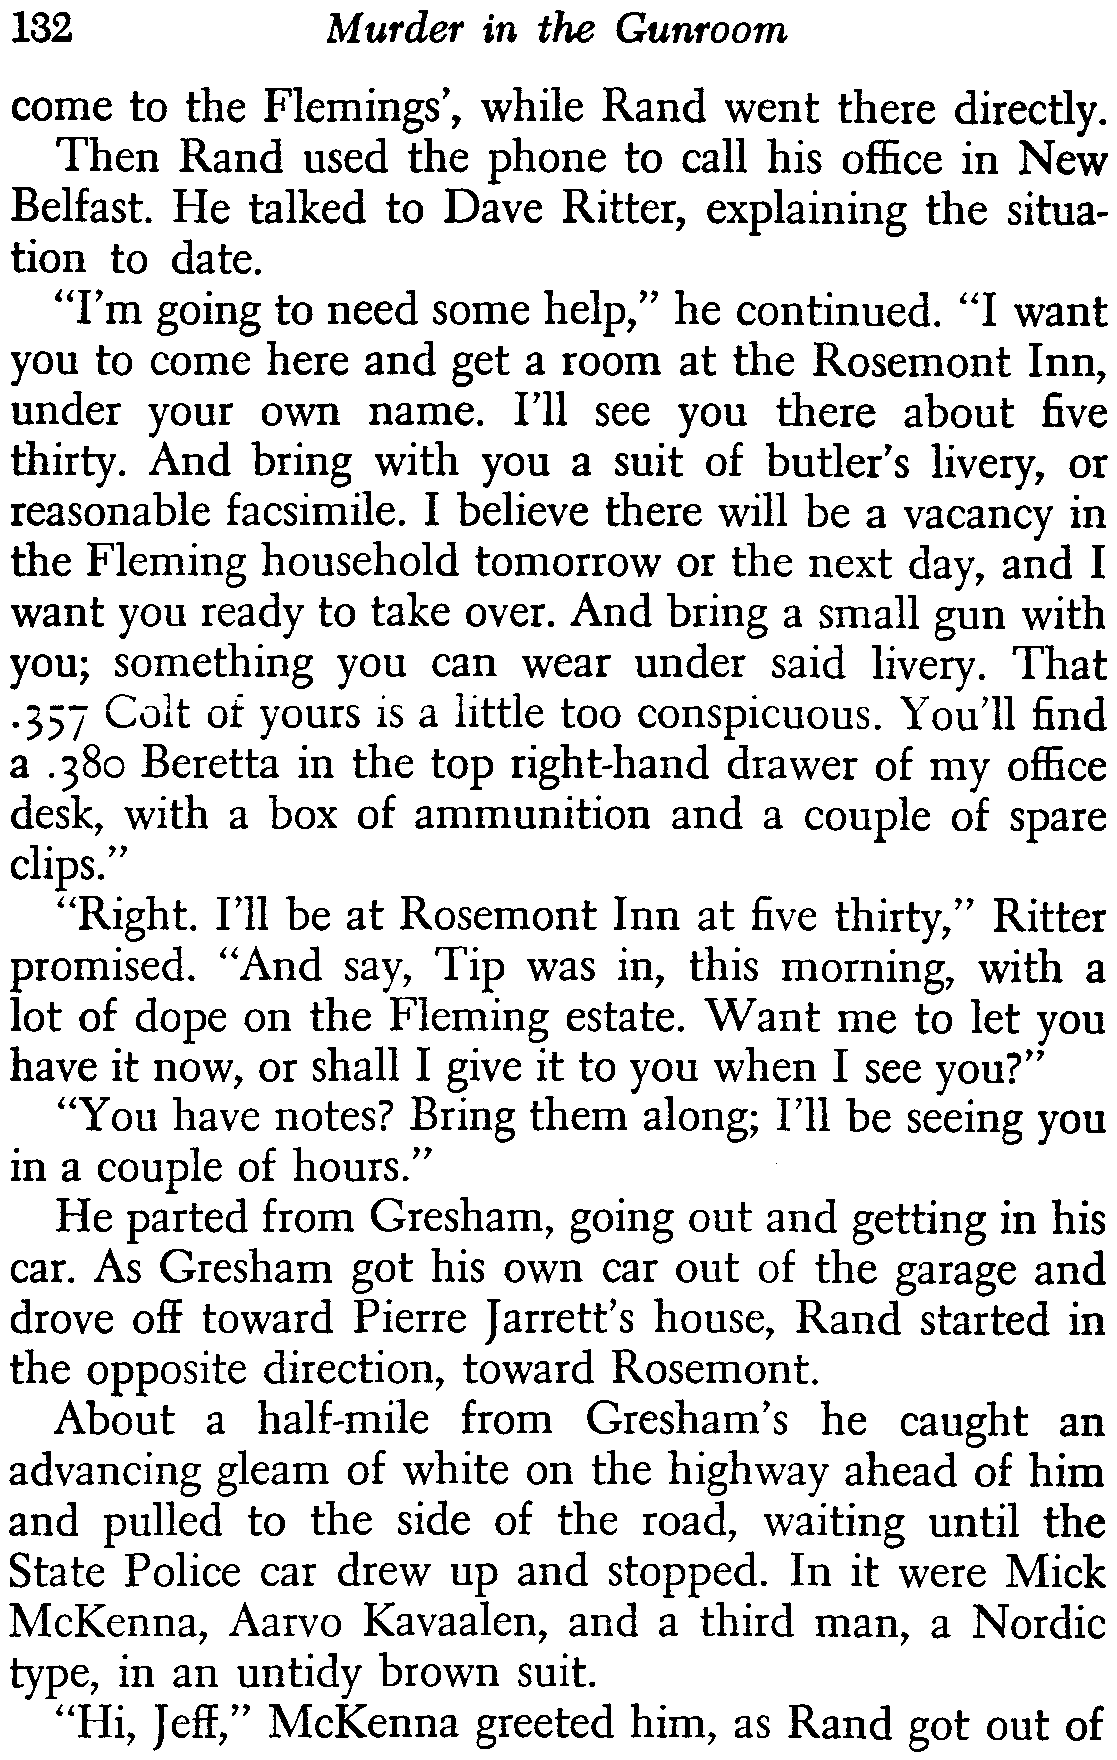 132 Murder in the Gunroom
come to the Flemings', while Rand went there directly.
Then Rand used the phone to call his office in New
Belfast. He talked to Dave Ritter, explaining the situa-
tion to date.
"I'm going to need some help," he continued. "I want
you to come here and get a room at the Rosemont Inn,
under your own name. I'll see you there about five
thirty. And bring with you a suit of butler's livery, or
reasonable facsimile. I believe there will be a vacancy in
the Fleming household tomorrow or the next day, and I
want you ready to take over. And bring a small gun with
you; something you can wear under said livery. That
.357 Colt of yours is a little too conspicuous. You'll find
a .380 Beretta in the top right-hand drawer of my office
desk, with a box of ammunition and a couple of spare
clips."
"Right. I'll be at Rosemont Inn at five thirty," Ritter
promised. "And say, Tip was in, this morning, with a
lot of dope on the Fleming estate. Want me to let you
have it now, or shall I give it to you when I see you?"
"You have notes? Bring them along; I'll be seeing you
in a couple of hours."
He parted from Gresham, going out and getting in his
car. As Gresham got his own car out of the garage and
drove off toward Pierre Jarrett's house, Rand started in
the opposite direction, toward Rosemont.
About a half-mile from Gresham's he caught an
advancing gleam of white on the highway ahead of him
and pulled to the side of the road, waiting until the
State Police car drew up and stopped. In it were Mick
McKenna, Aarvo Kavaalen, and a third man, a Nordic
type, in an untidy brown suit.
"Hi, Jeff," McKenna greeted him, as Rand got out of